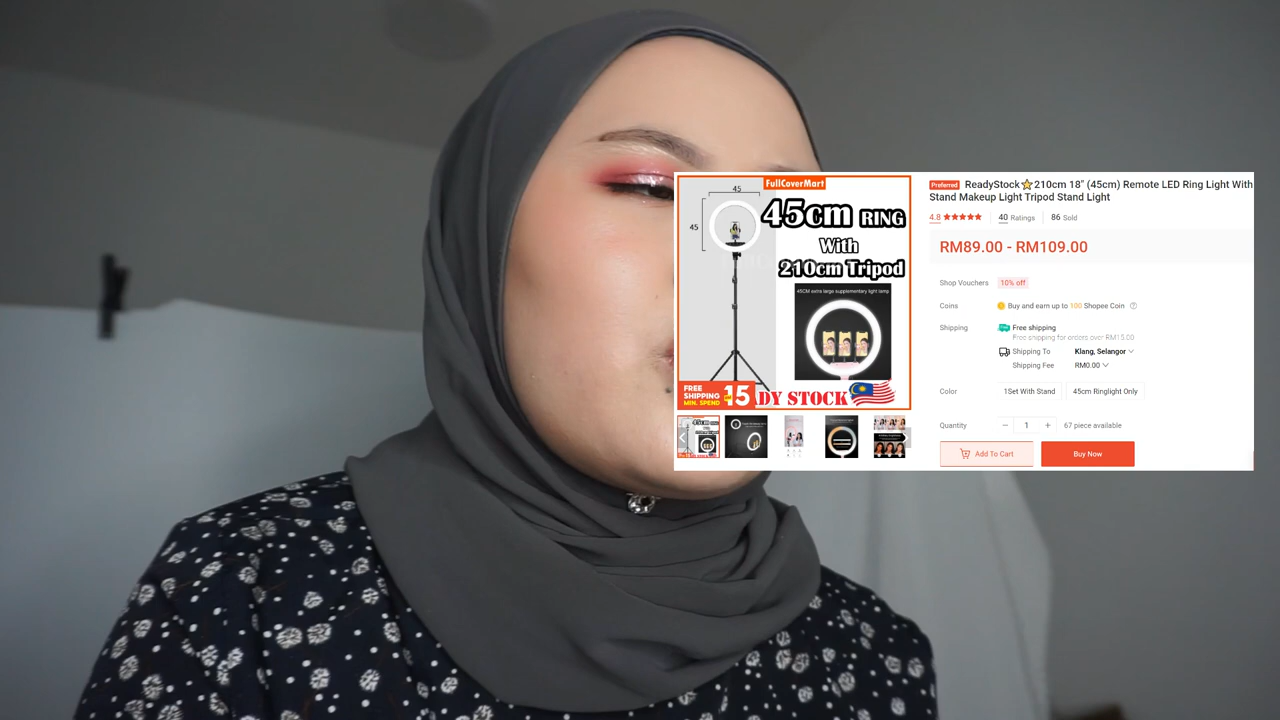 FullCoverMart
45
45
45cm RING
With
210cm Tripod
45CM extra large supplementary light lamp
FREE
SHIPPING
MIN. SPEND
15
DY STOCK
Preferred ReadyStock⭐210cm 18" (45cm) Remote LED Ring Light With
Stand Makeup Light Tripod Stand Light
4.8 ★★★★★ 40 Ratings 86 Sold
RM89.00 - RM109.00
Shop Vouchers 10% off
Coins Buy and earn up to 100 Shopee Coin ?
Shipping Free shipping
Free shipping for orders over RM15.00
Shipping To Klang, Selangor
Shipping Fee RM0.00
Color 1Set With Stand 45cm Ringlight Only
Quantity − 1 + 67 piece available
Add To Cart Buy Now